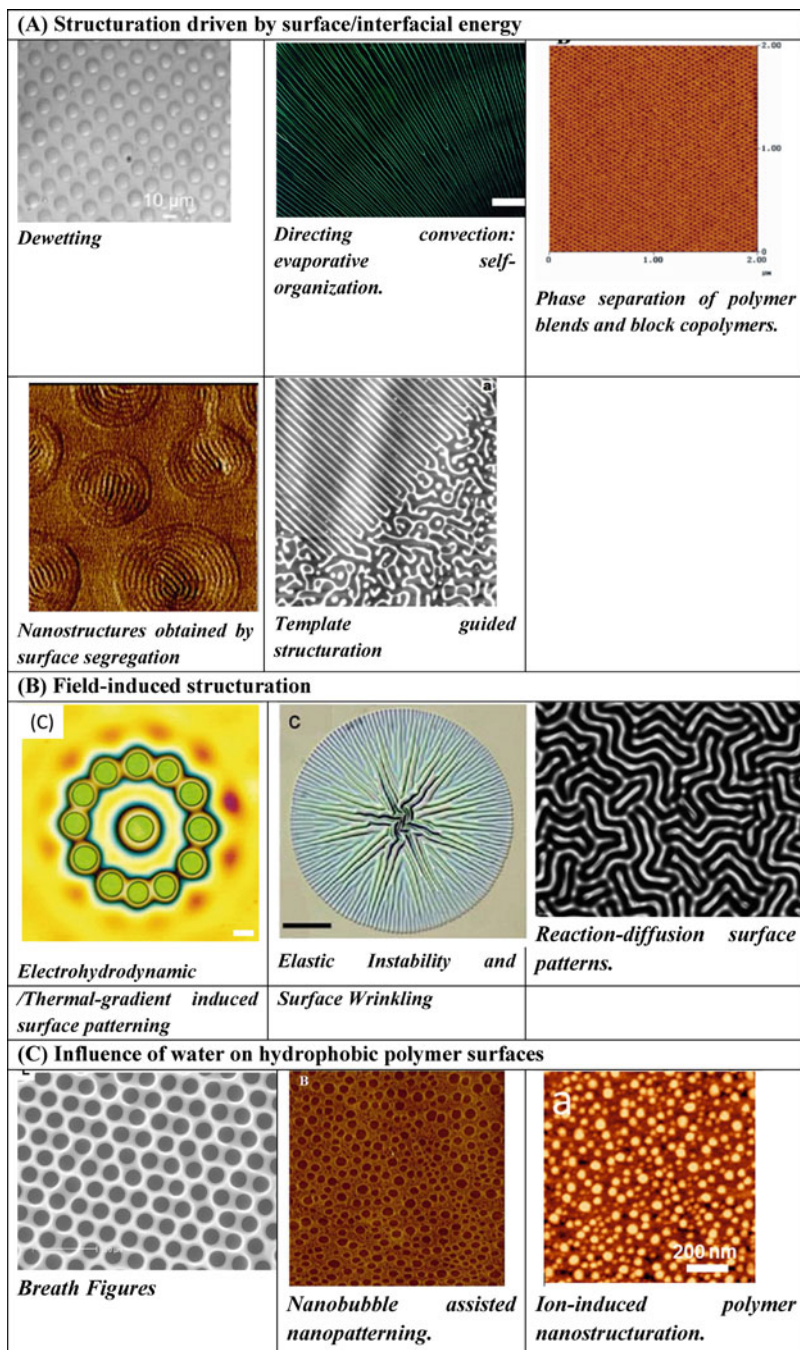 (A) Structuration driven by surface/interfacial energy
10 µm
Dewetting
Directing convection:
evaporative self-
organization.
2.00
1.00
0
0 1.00 2.00
µm
Phase separation of polymer
blends and block copolymers.
Nanostructures obtained by
surface segregation
a
Template guided
structuration
(B) Field-induced structuration
(C)
Electrohydrodynamic
/Thermal-gradient induced
surface patterning
C
Elastic Instability and
Surface Wrinkling
Reaction-diffusion surface
patterns.
(C) Influence of water on hydrophobic polymer surfaces
Breath Figures
B
Nanobubble assisted
nanopatterning.
a
200 nm
Ion-induced polymer
nanostructuration.